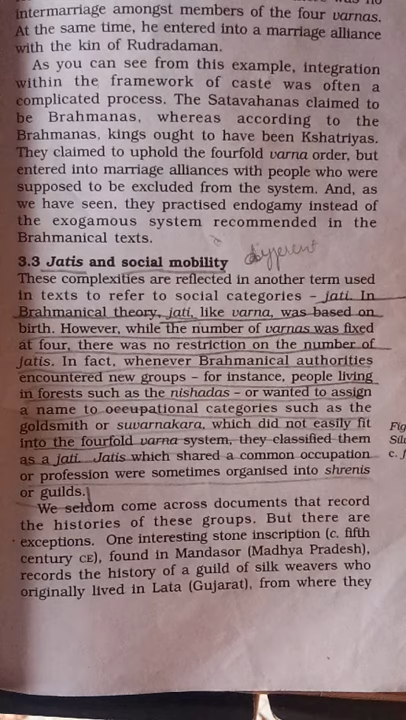 intermarriage amongst members of the four varnas.
At the same time, he entered into a marriage alliance
with the kin of Rudradaman.
As you can see from this example, integration
within the framework of caste was often a
complicated process. The Satavahanas claimed to
be Brahmanas, whereas according to the
Brahmanas, kings ought to have been Kshatriyas.
They claimed to uphold the fourfold varna order, but
entered into marriage alliances with people who were
supposed to be excluded from the system. And, as
we have seen, they practised endogamy instead of
the exogamous system recommended in the
Brahmanical texts.
different
3.3 Jatis and social mobility
These complexities are reflected in another term used
in texts to refer to social categories – jati. In
Brahmanical theory, jati, like varna, was based on
birth. However, while the number of varnas was fixed
at four, there was no restriction on the number of
jatis. In fact, whenever Brahmanical authorities
encountered new groups – for instance, people living
in forests such as the nishadas – or wanted to assign
a name to occupational categories such as the
goldsmith or suvarnakara, which did not easily fit
into the fourfold varna system, they classified them
as a jati. Jatis which shared a common occupation
or profession were sometimes organised into shrenis
or guilds.
We seldom come across documents that record
the histories of these groups. But there are
exceptions. One interesting stone inscription (c. fifth
century CE), found in Mandasor (Madhya Pradesh),
records the history of a guild of silk weavers who
originally lived in Lata (Gujarat), from where they
Fig
c.